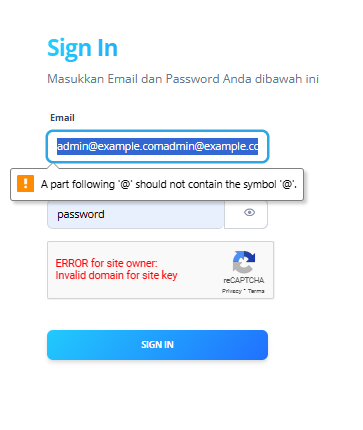 Sign In
Masukkan Email dan Password Anda dibawah ini
Email
admin@example.comadmin@example.co
A part following '@' should not contain the symbol '@'.
password
ERROR for site owner:
Invalid domain for site key
reCAPTCHA
Privacy - Terms
SIGN IN